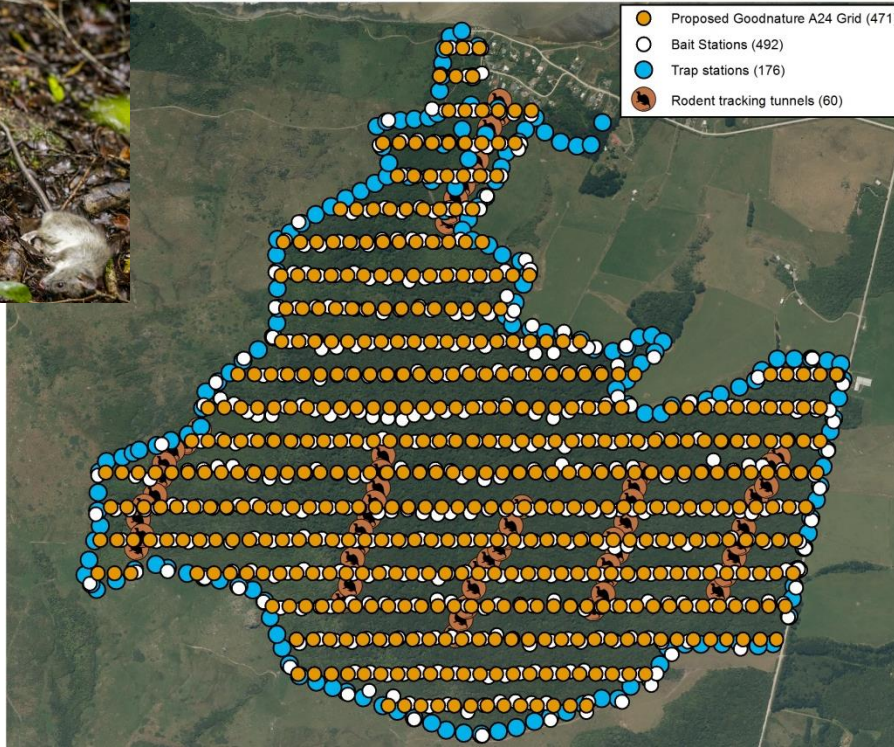 Proposed Goodnature A24 Grid (471
Bait Stations (492)
Trap stations (176)
Rodent tracking tunnels (60)